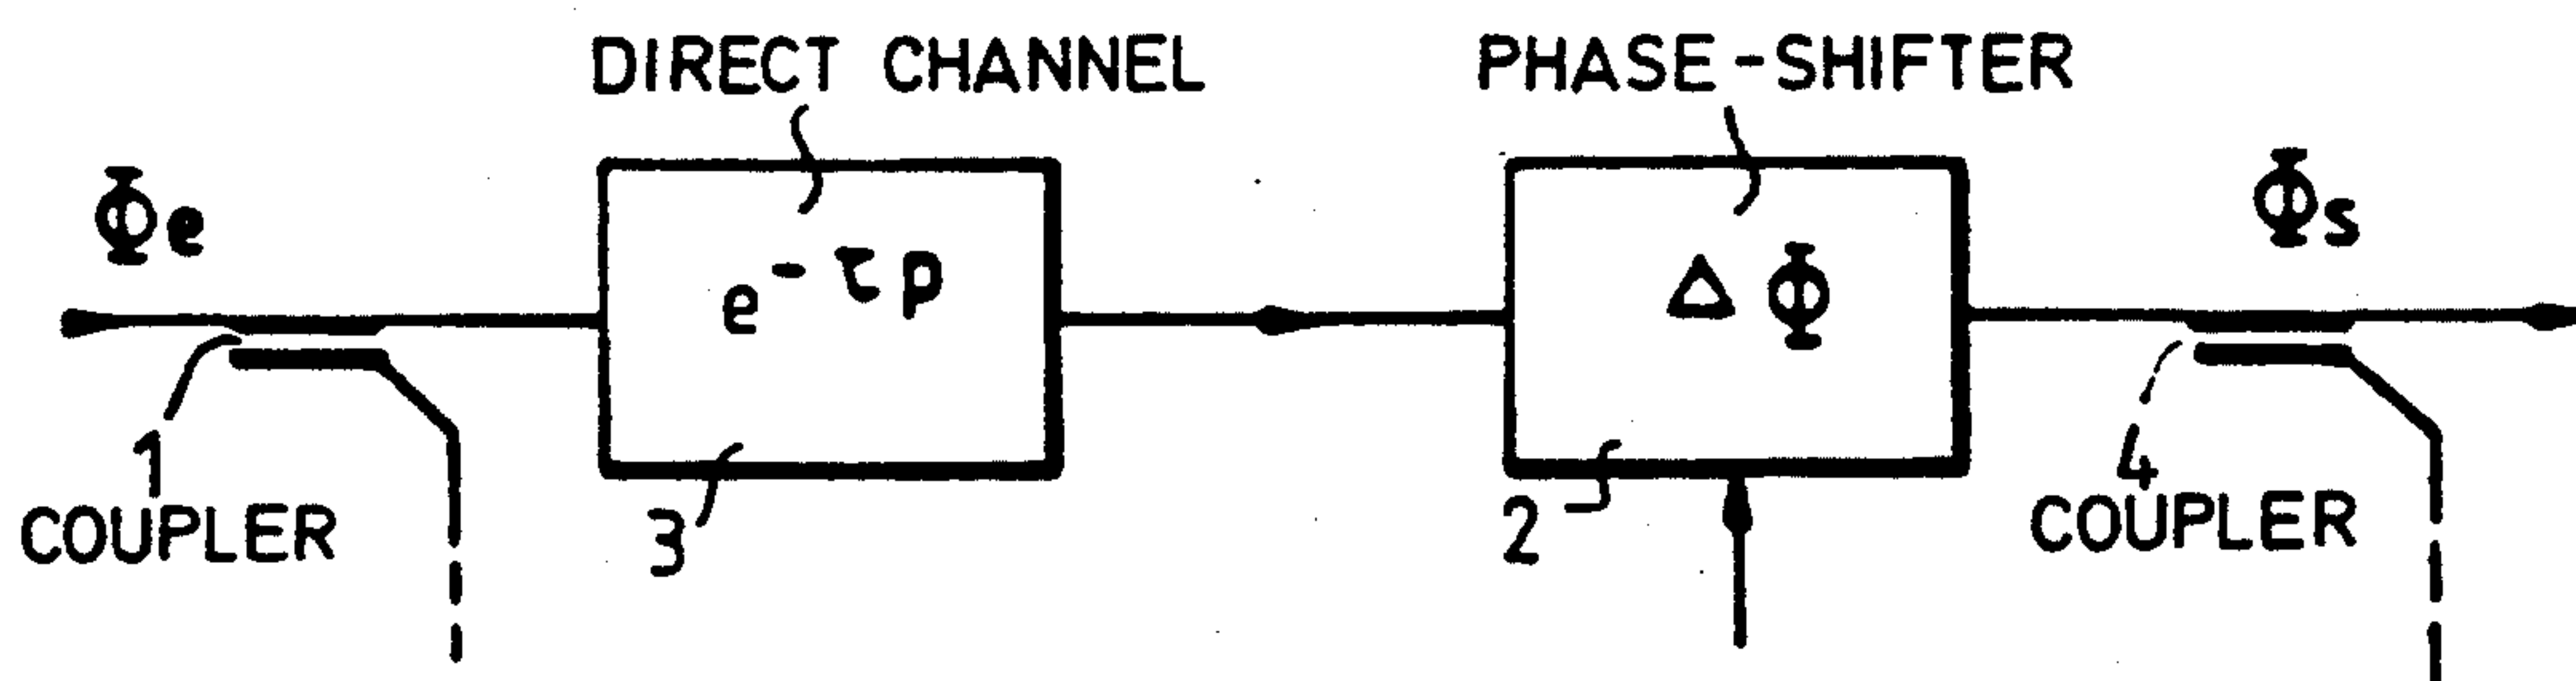 DIRECT CHANNEL
PHASE-SHIFTER
Φe
e^-τp
ΔΦ
Φs
1
COUPLER
3
2
4
COUPLER